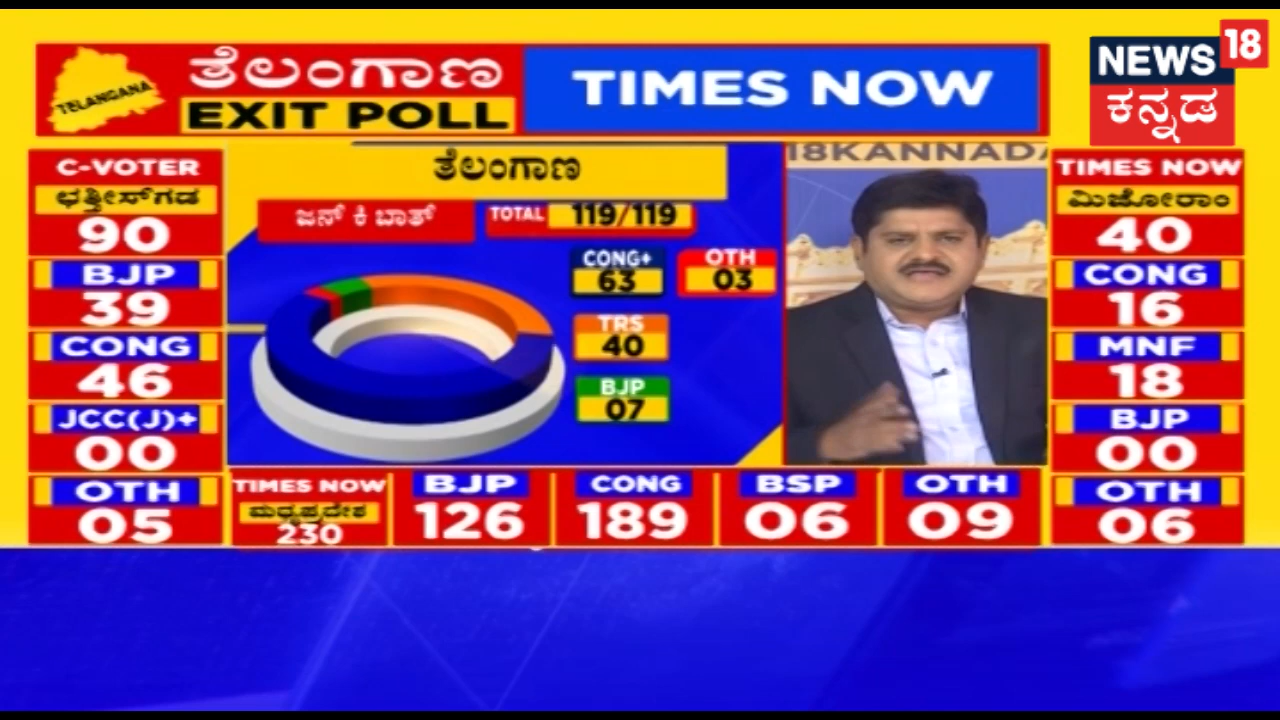 TELANGANA
ತೆಲಂಗಾಣ
EXIT POLL
TIMES NOW
NEWS 18
ಕನ್ನಡ
C-VOTER
ಛತ್ತೀಸ್‌ಗಡ
90
BJP
39
CONG
46
JCC(J)+
00
OTH
05
ತೆಲಂಗಾಣ
ಜನ್ ಕಿ ಬಾತ್
TOTAL 119/119
CONG+
63
OTH
03
TRS
40
BJP
07
18KANNADA
TIMES NOW
ಮಿಜೋರಾಂ
40
CONG
16
MNF
18
BJP
00
OTH
06
TIMES NOW
ಮಧ್ಯಪ್ರದೇಶ
230
BJP
126
CONG
189
BSP
06
OTH
09